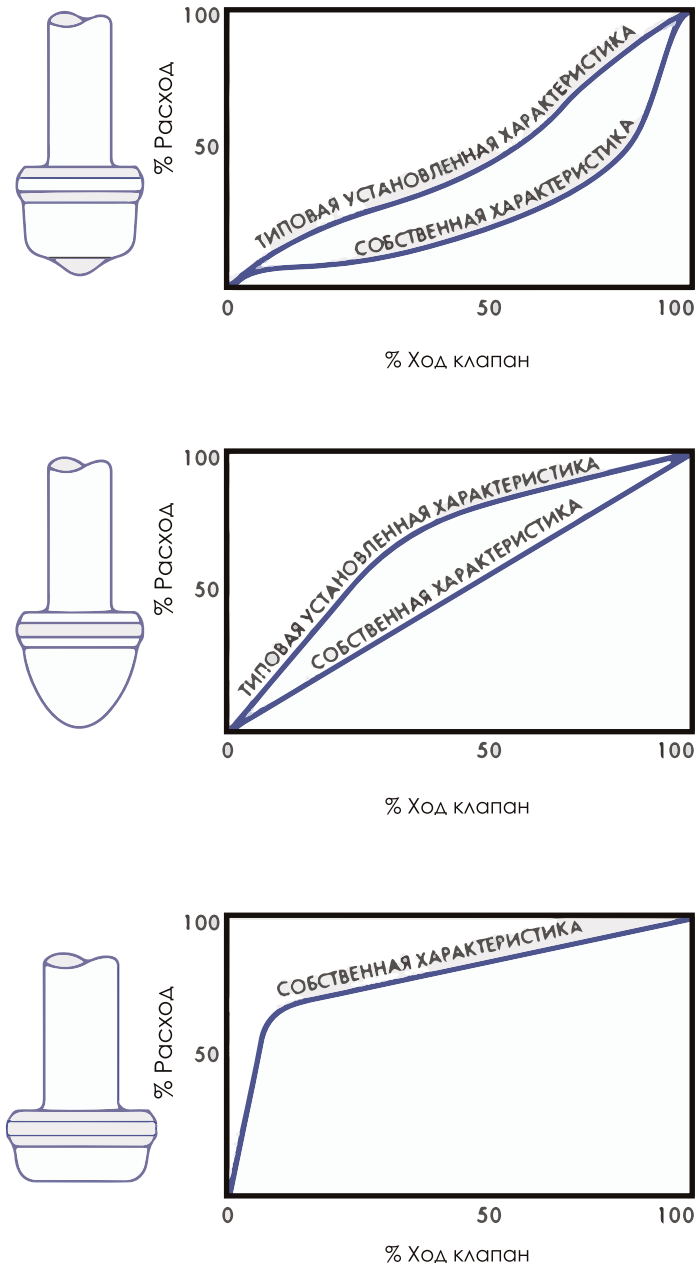 100
% Расход
50
ТИПОВАЯ УСТАНОВЛЕННАЯ ХАРАКТЕРИСТИКА
СОБСТВЕННАЯ ХАРАКТЕРИСТИКА
0 50 100
% Ход клапан
100
% Расход
50
ТИПОВАЯ УСТАНОВЛЕННАЯ ХАРАКТЕРИСТИКА
СОБСТВЕННАЯ ХАРАКТЕРИСТИКА
0 50 100
% Ход клапан
100
% Расход
50
СОБСТВЕННАЯ ХАРАКТЕРИСТИКА
0 50 100
% Ход клапан